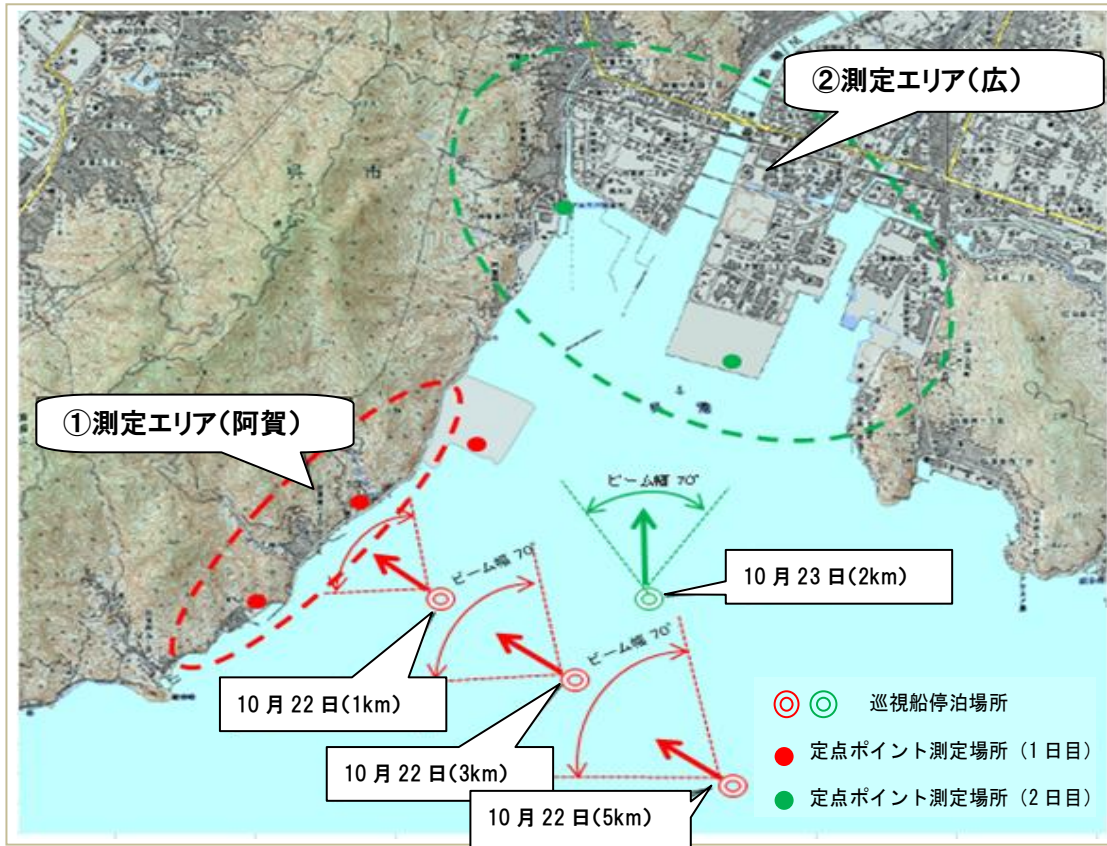 ②測定エリア(広)
呉市
①測定エリア(阿賀)
ビーム幅 70°
10月23日(2km)
ビーム幅 70°
ビーム幅 70°
10月22日(1km)
10月22日(3km)
10月22日(5km)
巡視船停泊場所
定点ポイント測定場所(1日目)
定点ポイント測定場所(2日目)